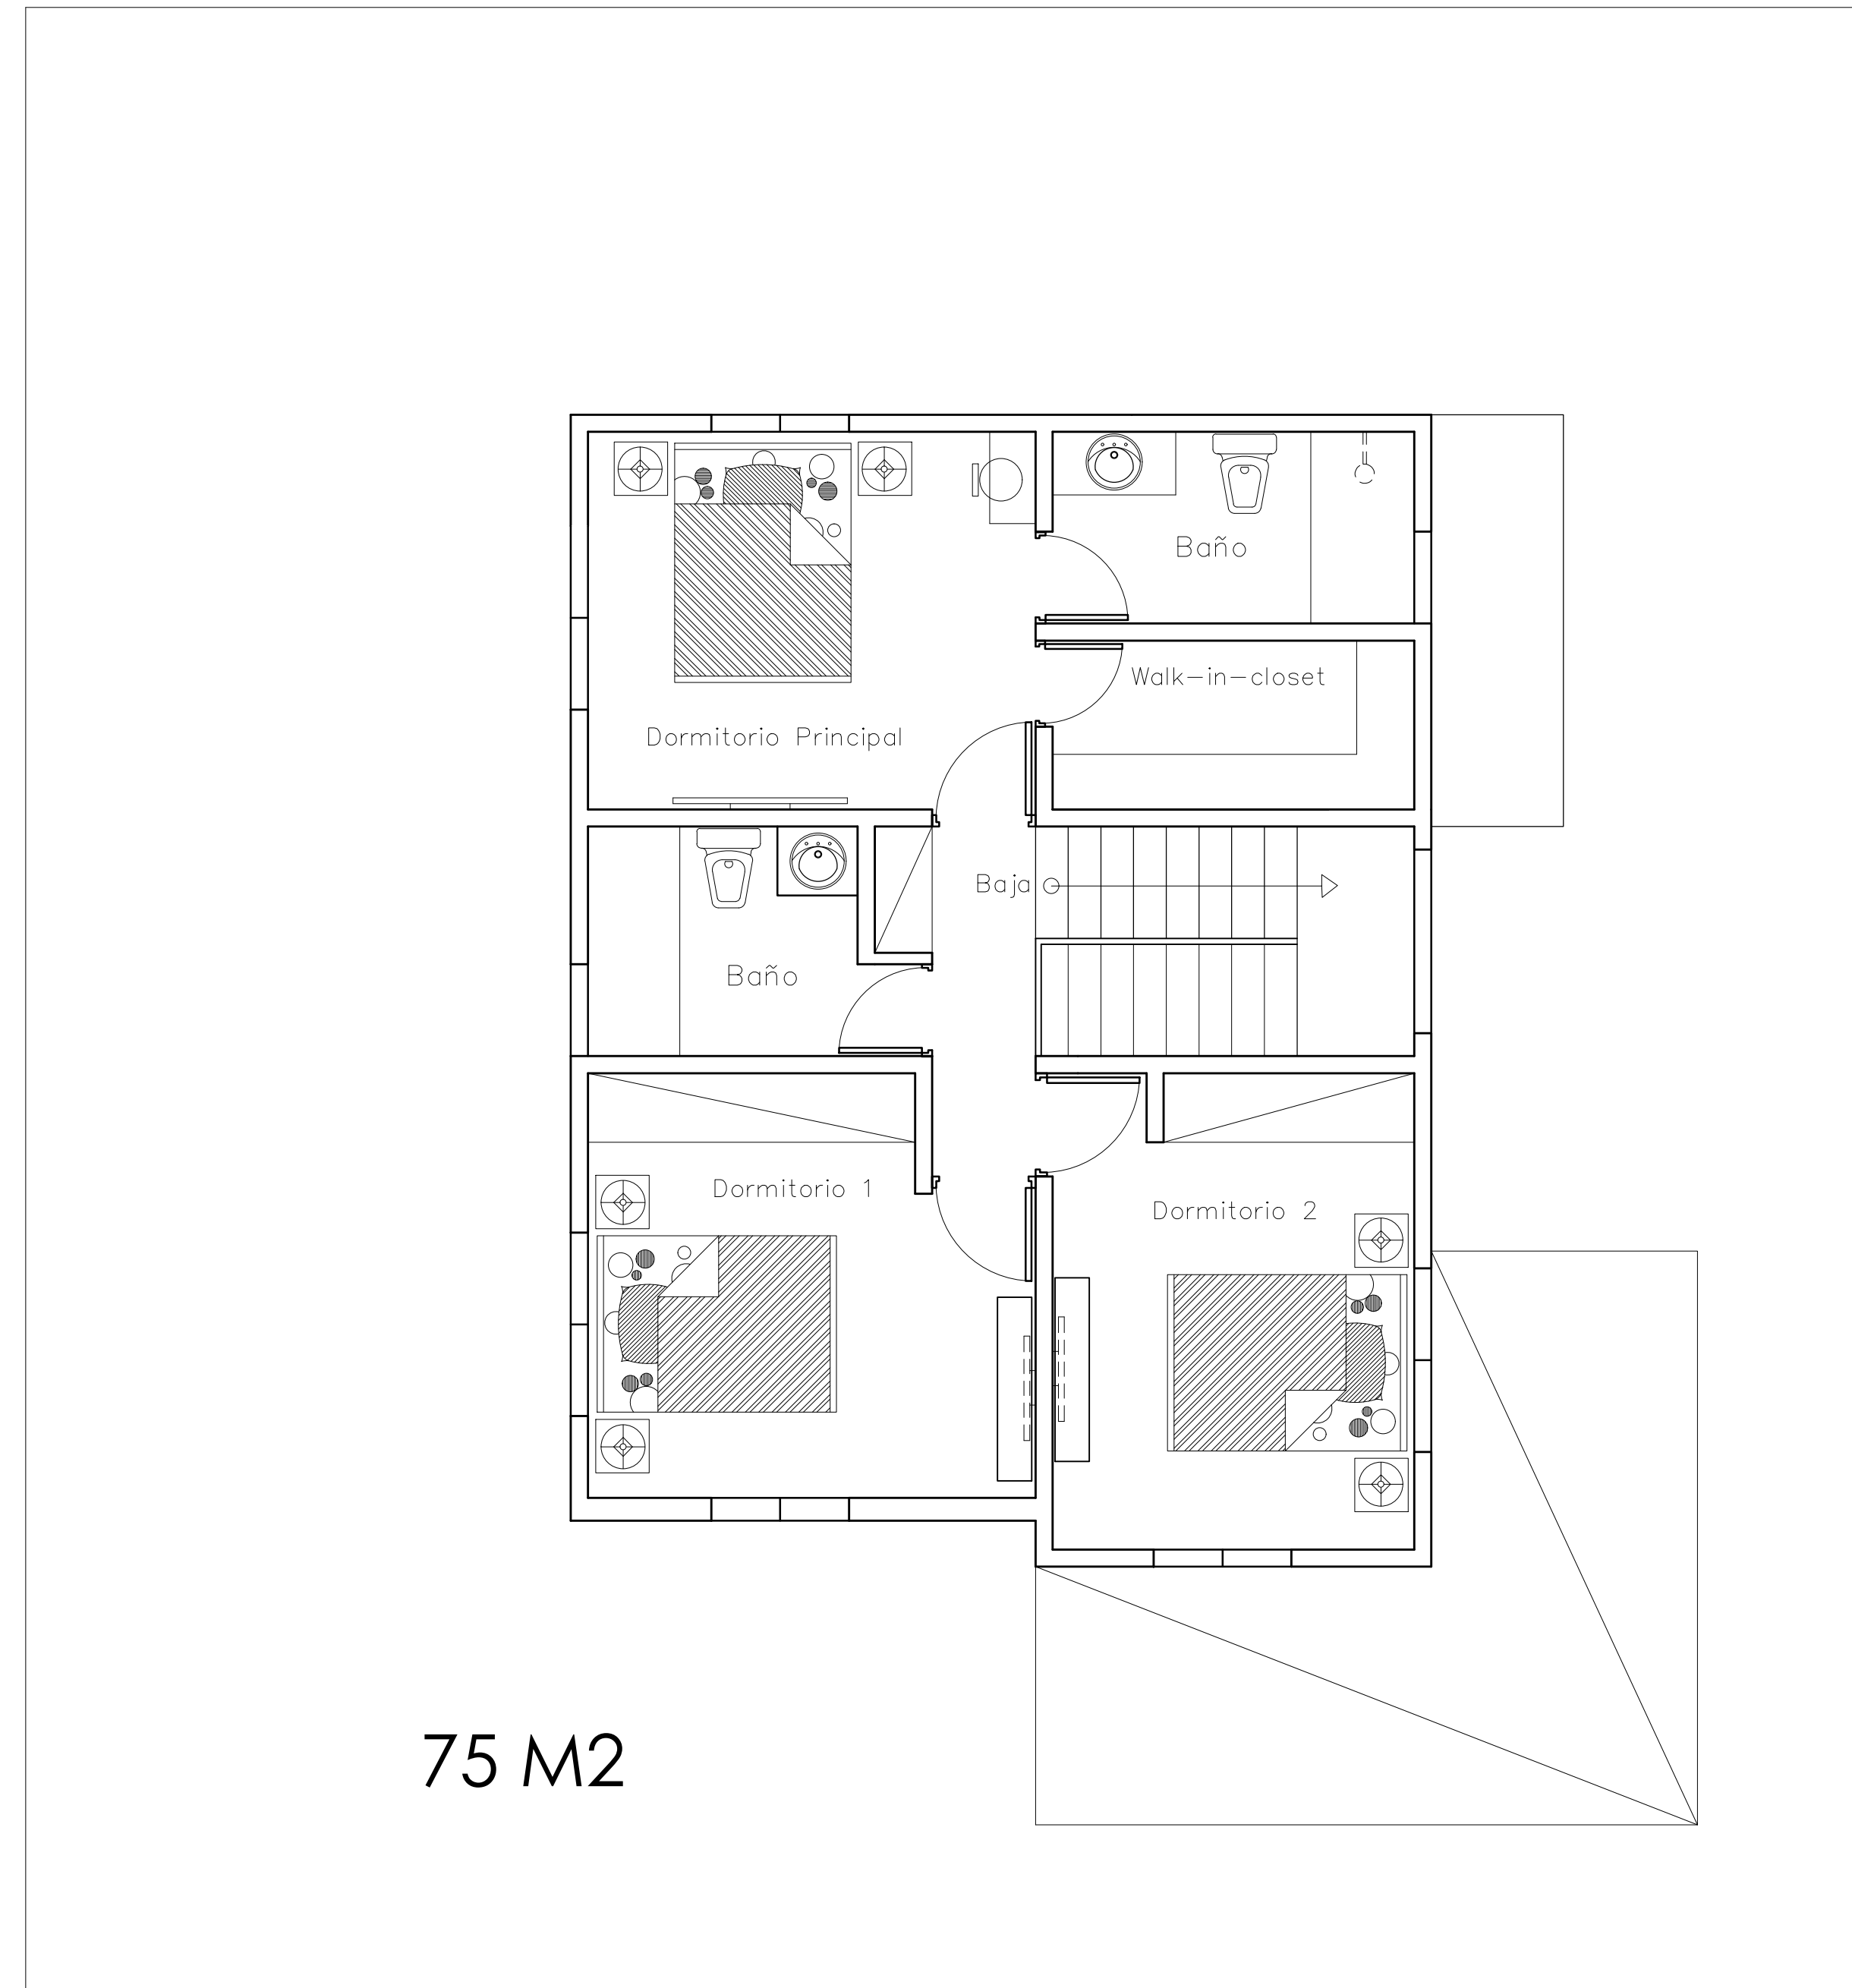 Baño
Walk-in-closet
Dormitorio Principal
Baja
Baño
Dormitorio 1
Dormitorio 2
75 M2